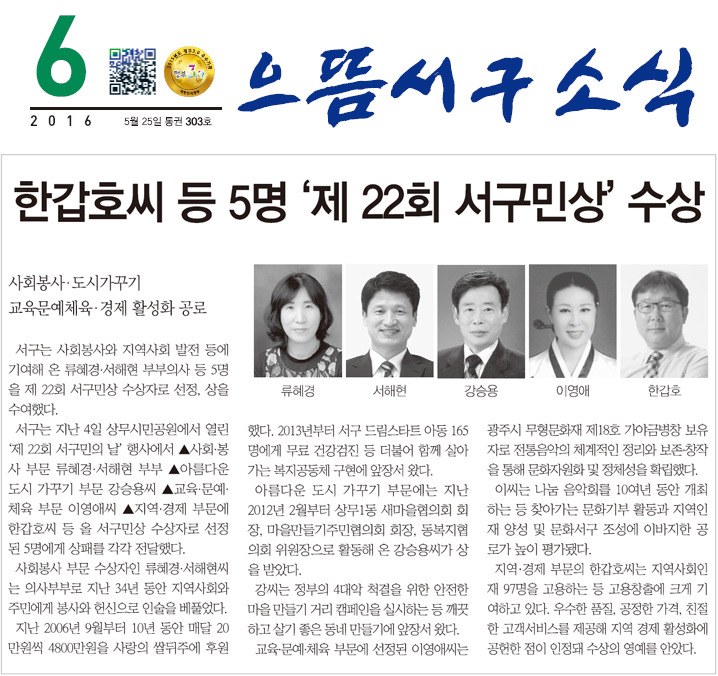 6
2016
5월 25일 통권 303호
정부 3.0
으뜸서구소식
한갑호씨 등 5명 ‘제 22회 서구민상’ 수상
사회봉사·도시가꾸기
교육문예체육·경제 활성화 공로
류혜경
서해현
강승용
이영애
한갑호
서구는 사회봉사와 지역사회 발전 등에
기여해 온 류혜경·서해현 부부의사 등 5명
을 제 22회 서구민상 수상자로 선정, 상을
수여했다.
서구는 지난 4일 상무시민공원에서 열린
‘제 22회 서구민의 날’ 행사에서 ▲사회·봉
사 부문 류혜경·서해현 부부 ▲아름다운
도시 가꾸기 부문 강승용씨 ▲교육·문예·
체육 부문 이영애씨 ▲지역·경제 부문에
한갑호씨 등 올 서구민상 수상자로 선정
된 5명에게 상패를 각각 전달했다.
사회봉사 부문 수상자인 류혜경·서해현씨
는 의사부부로 지난 34년 동안 지역사회와
주민에게 봉사와 헌신으로 인술을 베풀었다.
지난 2006년 9월부터 10년 동안 매달 20
만원씩 4800만원을 사랑의 쌀뒤주에 후원
했다. 2013년부터 서구 드림스타트 아동 165
명에게 무료 건강검진 등 더불어 함께 살아
가는 복지공동체 구현에 앞장서 왔다.
아름다운 도시 가꾸기 부문에는 지난
2012년 2월부터 상무1동 새마을협의회 회
장, 마을만들기주민협의회 회장, 동복지협
의회 위원장으로 활동해 온 강승용씨가 상
을 받았다.
강씨는 정부의 4대악 척결을 위한 안전한
마을 만들기 거리 캠페인을 실시하는 등 깨끗
하고 살기 좋은 동네 만들기에 앞장서 왔다.
교육·문예·체육 부문에 선정된 이영애씨는
광주시 무형문화재 제18호 가야금병창 보유
자로 전통음악의 체계적인 정리와 보존·창작
을 통해 문화자원화 및 정체성을 확립했다.
이씨는 나눔 음악회를 10여년 동안 개최
하는 등 찾아가는 문화기부 활동과 지역인
재 양성 및 문화서구 조성에 이바지한 공
로가 높이 평가됐다.
지역·경제 부문의 한갑호씨는 지역사회인
재 97명을 고용하는 등 고용창출에 크게 기
여하고 있다. 우수한 품질, 공정한 가격, 친절
한 고객서비스를 제공해 지역 경제 활성화에
공헌한 점이 인정돼 수상의 영예를 안았다.